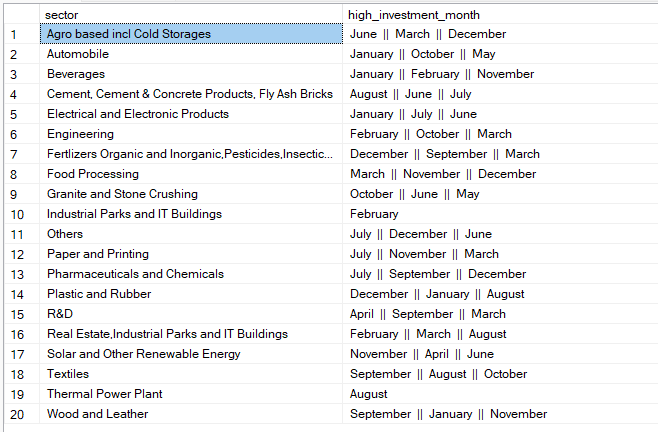 sector high_investment_month
1 Agro based incl Cold Storages June || March || December
2 Automobile January || October || May
3 Beverages January || February || November
4 Cement, Cement & Concrete Products, Fly Ash Bricks August || June || July
5 Electrical and Electronic Products January || July || June
6 Engineering February || October || March
7 Fertlizers Organic and Inorganic,Pesticides,Insectic... December || September || March
8 Food Processing March || November || December
9 Granite and Stone Crushing October || June || May
10 Industrial Parks and IT Buildings February
11 Others July || December || June
12 Paper and Printing July || November || March
13 Pharmaceuticals and Chemicals July || September || December
14 Plastic and Rubber December || January || August
15 R&D April || September || March
16 Real Estate,Industrial Parks and IT Buildings February || March || August
17 Solar and Other Renewable Energy November || April || June
18 Textiles September || August || October
19 Thermal Power Plant August
20 Wood and Leather September || January || November